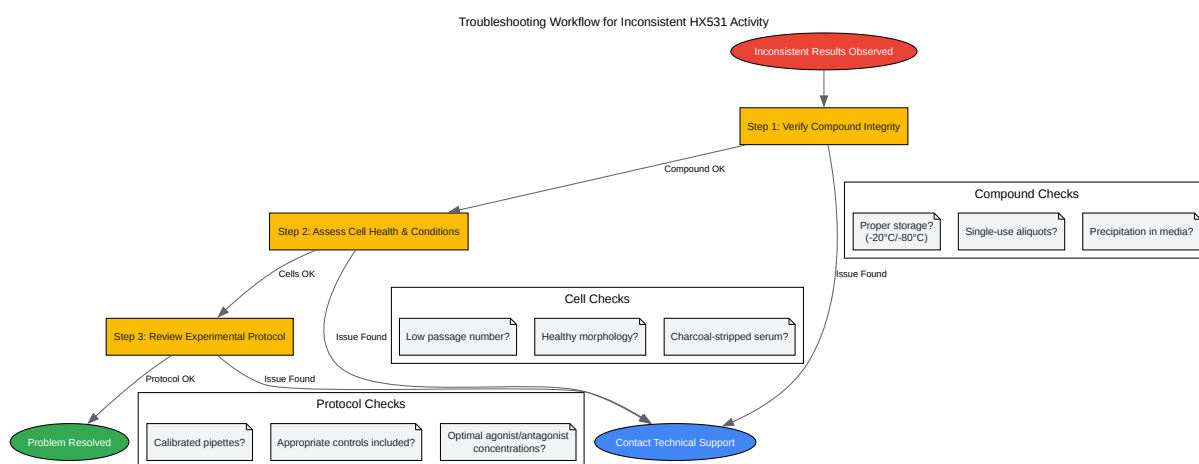 Troubleshooting Workflow for Inconsistent HX531 Activity
Inconsistent Results Observed
Step 1: Verify Compound Integrity
Compound OK
Compound Checks
Proper storage?
(-20°C/-80°C)
Single-use aliquots?
Precipitation in media?
Step 2: Assess Cell Health & Conditions
Cells OK
Issue Found
Cell Checks
Low passage number?
Healthy morphology?
Charcoal-stripped serum?
Step 3: Review Experimental Protocol
Issue Found
Protocol OK
Issue Found
Protocol Checks
Calibrated pipettes?
Appropriate controls included?
Optimal agonist/antagonist
concentrations?
Problem Resolved
Contact Technical Support